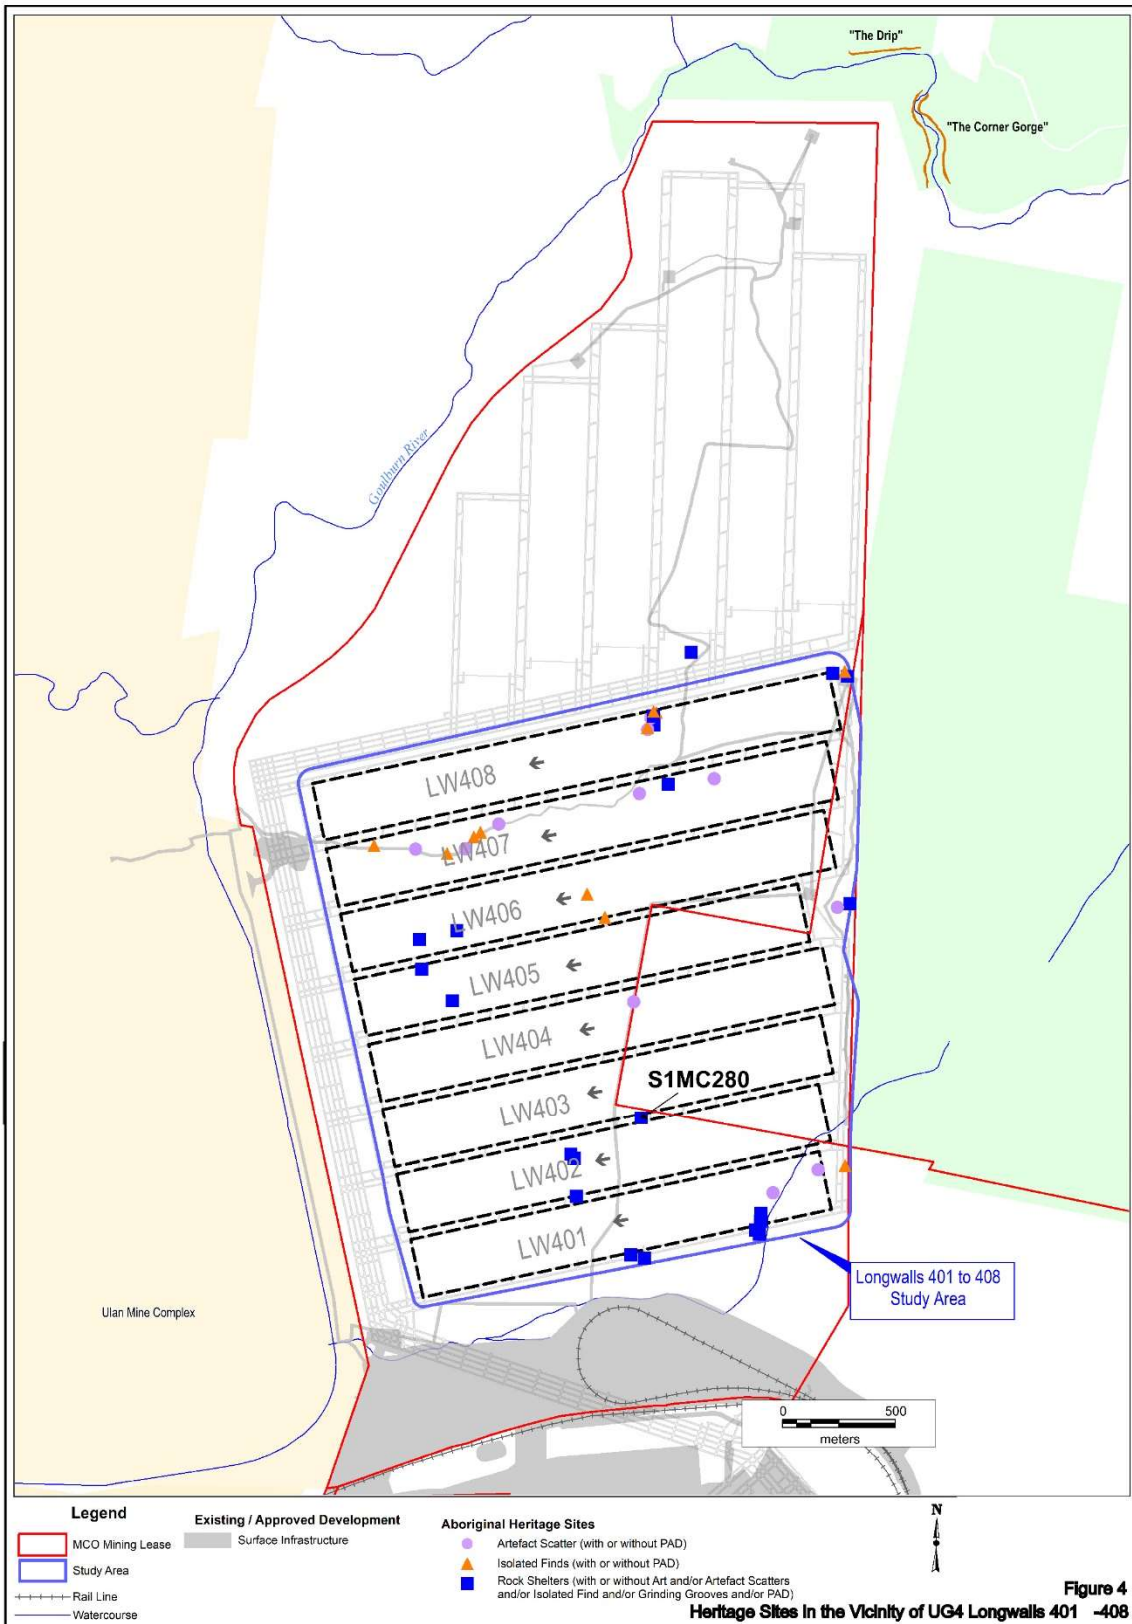 "The Drip"
"The Corner Gorge"
Goulburn River
LW408
LW407
LW406
LW405
LW404
S1MC280
LW403
LW402
LW401
Longwalls 401 to 408
Study Area
Ulan Mine Complex
0 500
meters
Legend
MCO Mining Lease
Study Area
Rail Line
Watercourse
Existing / Approved Development
Surface Infrastructure
Aboriginal Heritage Sites
Artefact Scatter (with or without PAD)
Isolated Finds (with or without PAD)
Rock Shelters (with or without Art and/or Artefact Scatters
and/or Isolated Find and/or Grinding Grooves and/or PAD)
N
Figure 4
Heritage Sites in the Vicinity of UG4 Longwalls 401 -408